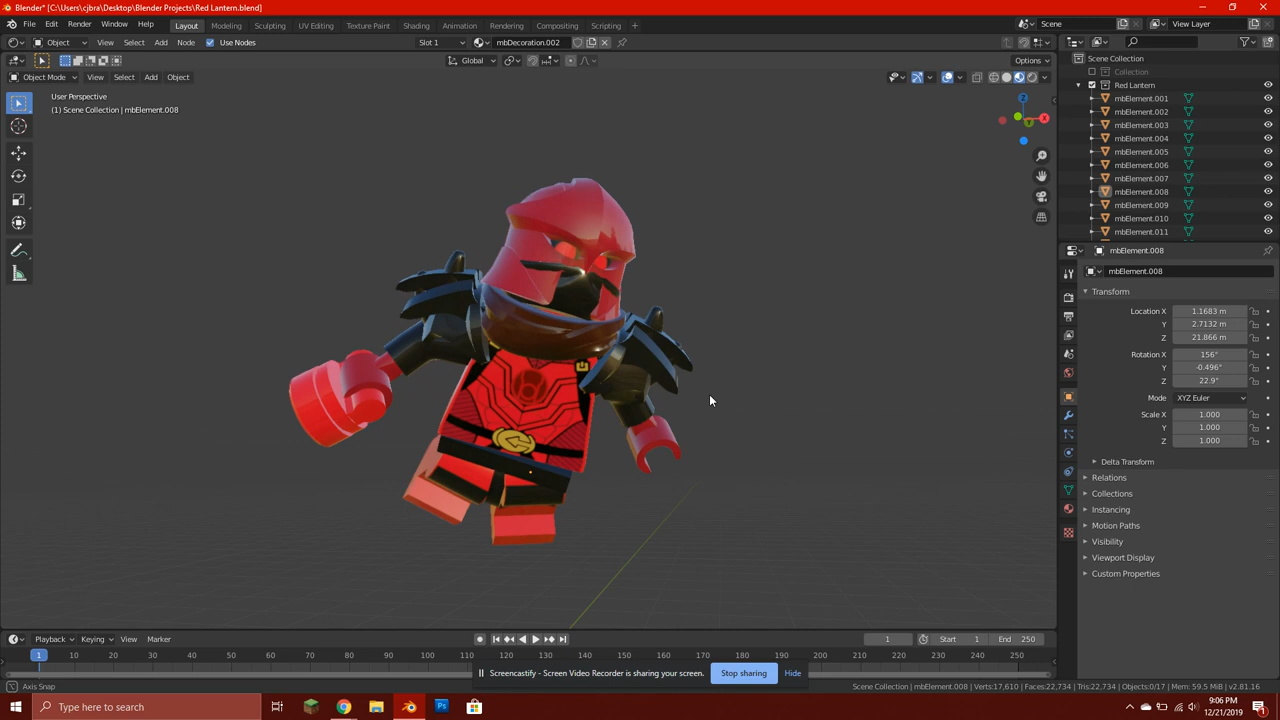 Blender* [C:\Users\cjbra\Desktop\Blender Projects\Red Lantern.blend]
File Edit Render Window Help Layout Modeling Sculpting UV Editing Texture Paint Shading Animation Rendering Compositing Scripting Scene View Layer
Object View Select Add Node Use Nodes Slot 1 mbDecoration.002
Global Options
Object Mode View Select Add Object
User Perspective
(1) Scene Collection | mbElement.008
Z
X
Y
Scene Collection
Collection
Red Lantern
mbElement.001
mbElement.002
mbElement.003
mbElement.004
mbElement.005
mbElement.006
mbElement.007
mbElement.008
mbElement.009
mbElement.010
mbElement.011
mbElement.008
mbElement.008
Transform
Location X 1.1683 m
Y 2.7132 m
Z 21.866 m
Rotation X 156°
Y -0.496°
Z 22.9°
Mode XYZ Euler
Scale X 1.000
Y 1.000
Z 1.000
Delta Transform
Relations
Collections
Instancing
Motion Paths
Visibility
Viewport Display
Custom Properties
Playback Keying View Marker 1 Start 1 End 250
1 10 20 30 40 50 60 70 80 90 100 110 120 130 140 150 160 170 180 190 200 210 220 230 240 250
Screencastify - Screen Video Recorder is sharing your screen. Stop sharing Hide
Axis Snap Scene Collection | mbElement.008 | Verts:17,610 | Faces:22,734 | Tris:22,734 | Objects:0/17 | Mem: 59.5 MiB | v2.81.16
Type here to search
9:06 PM
12/21/2019